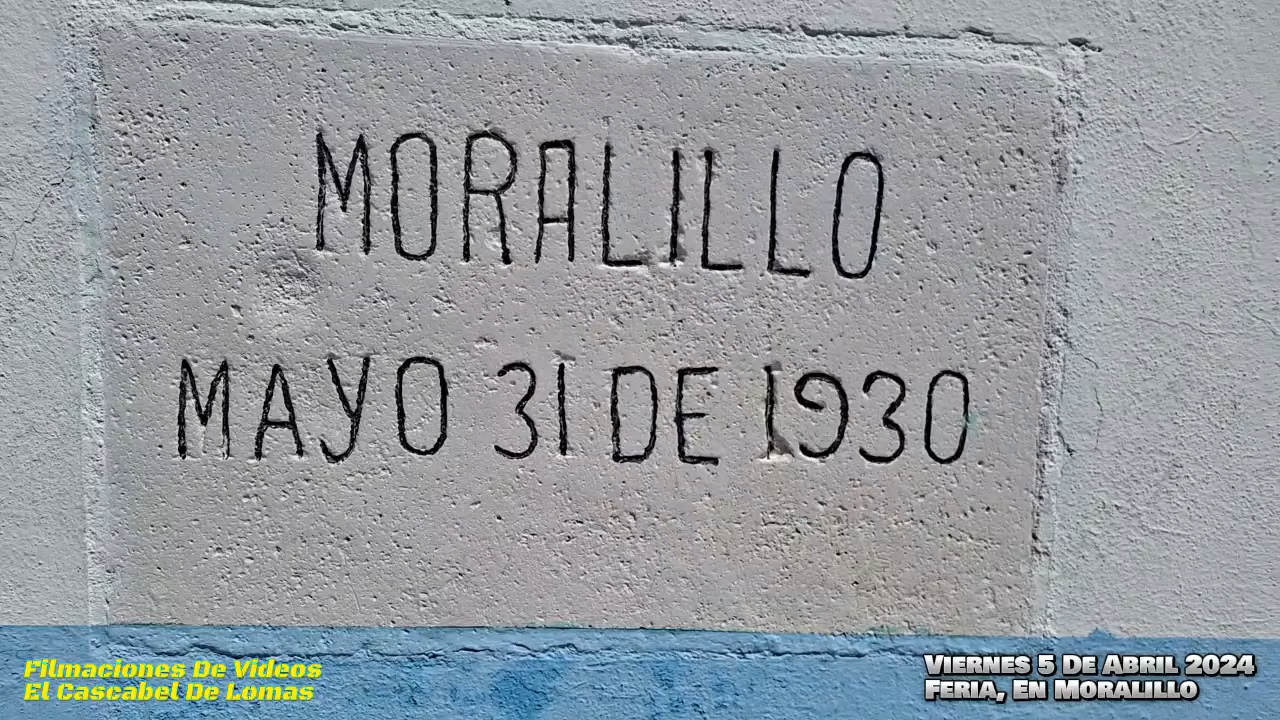 MORALILLO
MAYO 31 DE 1930
Filmaciones De Videos
El Cascabel De Lomas
VIERNES 5 DE ABRIL 2024
FERIA, EN MORALILLO